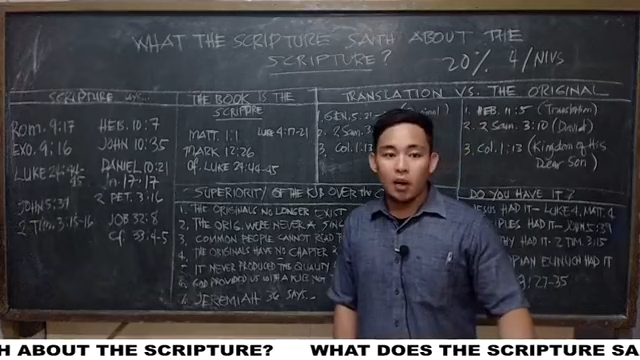 WHAT THE SCRIPTURE SAITH ABOUT THE
SCRIPTURE?
20% 4/NIVS
SCRIPTURE
ROM. 9:17
EXO. 9:16
LUKE 24:44-
45
JOHN 5:39
2 TIM. 3:15-16
HEB. 10:7
JOHN 10:35
DANIEL 10:21
Jn. 17:17
2 PET 3:16
JOB 32:8
Cf. 33:4-5
THE BOOK IS THE
SCRIPTURE
MATT. 1:1 LUKE 4:17-21
MARK 12:26
Cf. LUKE 24:44-45
TRANSLATION VS. THE ORIGINAL
1. GEN. 5:24
2. 2 Sam. 3:
3. Col. 1:13
1. HEB. 11:5 (Translation)
2. 2 Sam. 3:10 (David)
3. Col. 1:13 (Kingdom of His
Dear Son)
SUPERIORITY OF THE KJB OVER THE
1. THE ORIGINALS NO LONGER EXIST
2. THE ORIG. WERE NEVER A
3. COMMON PEOPLE CANNOT READ
4. THE ORIGINALS HAVE NO CHAPTER
IT NEVER PRODUCED THE QUALITY
GOD PROVIDED US WITH A KJB NOT
7. JEREMIAH 36 SAYS...
DO YOU HAVE IT?
JESUS HAD IT - LUKE 4, MATT. 4
HAD IT - JOHN 5:39
THY HAD IT - 2 TIM. 3:15
OPIAN EUNUCH HAD IT
:27-35
H ABOUT THE SCRIPTURE? WHAT DOES THE SCRIPTURE SA